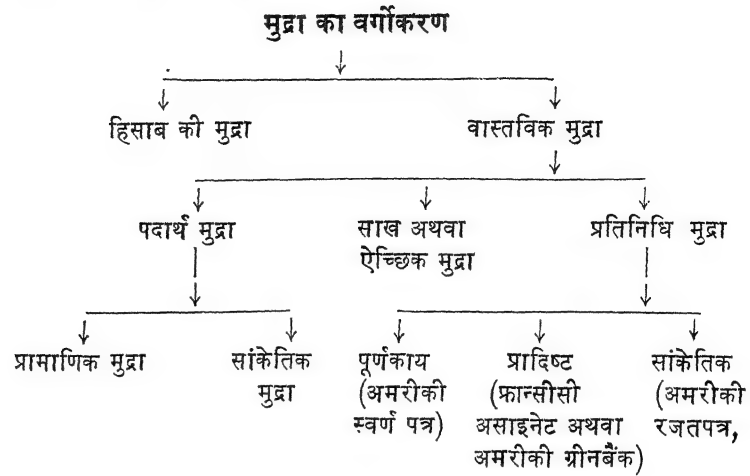 मुद्रा का वर्गीकरण
हिसाब की मुद्रा वास्तविक मुद्रा
पदार्थ मुद्रा साख अथवा प्रतिनिधि मुद्रा
ऐच्छिक मुद्रा
प्रामाणिक मुद्रा सांकेतिक पूर्णकाय प्रादिष्ट सांकेतिक
मुद्रा (अमरीकी (फ्रान्सीसी (अमरीकी
स्वर्ण पत्र) असाइनेट अथवा रजतपत्र,
अमरीकी ग्रीनबैंक)